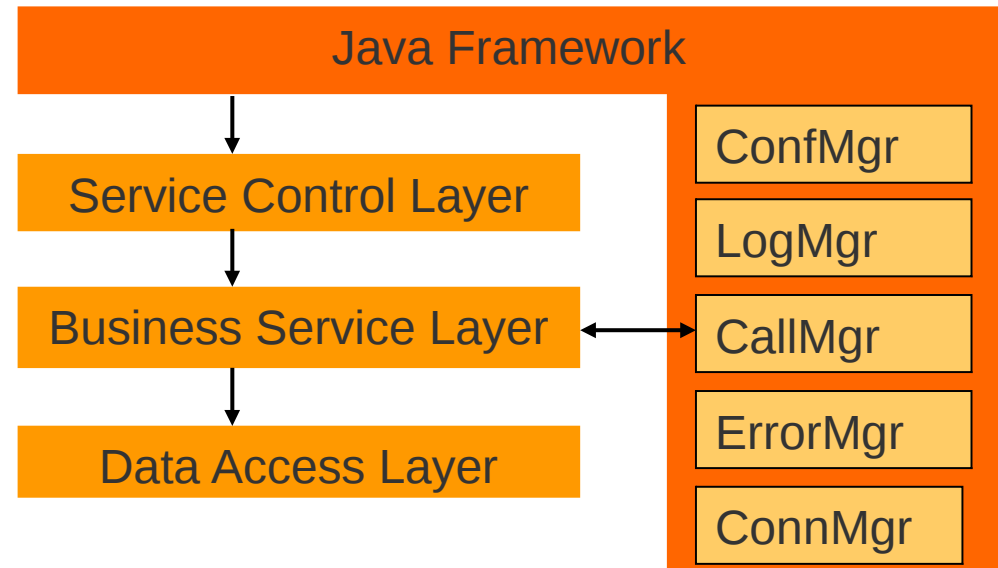 Java Framework
Service Control Layer
Business Service Layer
Data Access Layer
ConfMgr
LogMgr
CallMgr
ErrorMgr
ConnMgr